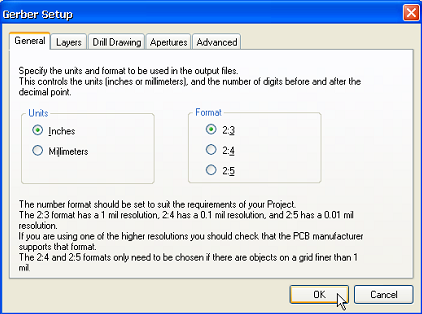 Gerber Setup
General Layers Drill Drawing Apertures Advanced
Specify the units and format to be used in the output files.
This controls the units (inches or millimeters), and the number of digits before and after the
decimal point.
Units
Inches
Millimeters
Format
2:3
2:4
2:5
The number format should be set to suit the requirements of your Project.
The 2:3 format has a 1 mil resolution, 2:4 has a 0.1 mil resolution, and 2:5 has a 0.01 mil
resolution.
If you are using one of the higher resolutions you should check that the PCB manufacturer
supports that format.
The 2:4 and 2:5 formats only need to be chosen if there are objects on a grid finer than 1
mil.
OK Cancel